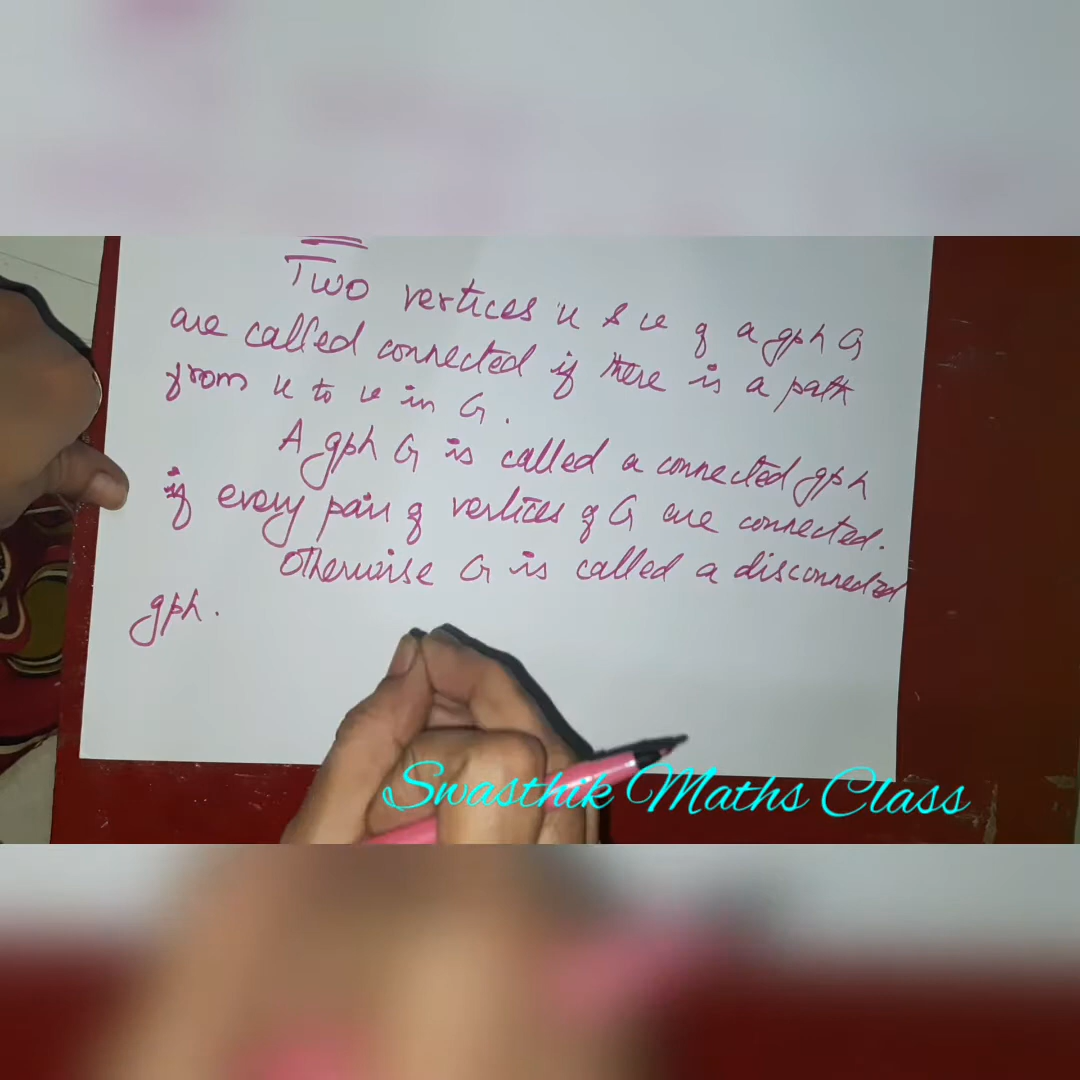 Two vertices u & v of a gph G
are called connected if there is a path
from u to v in G.
A gph G is called a connected gph
if every pair of vertices of G are connected.
Otherwise G is called a disconnected
gph.
Swasthik Maths Class